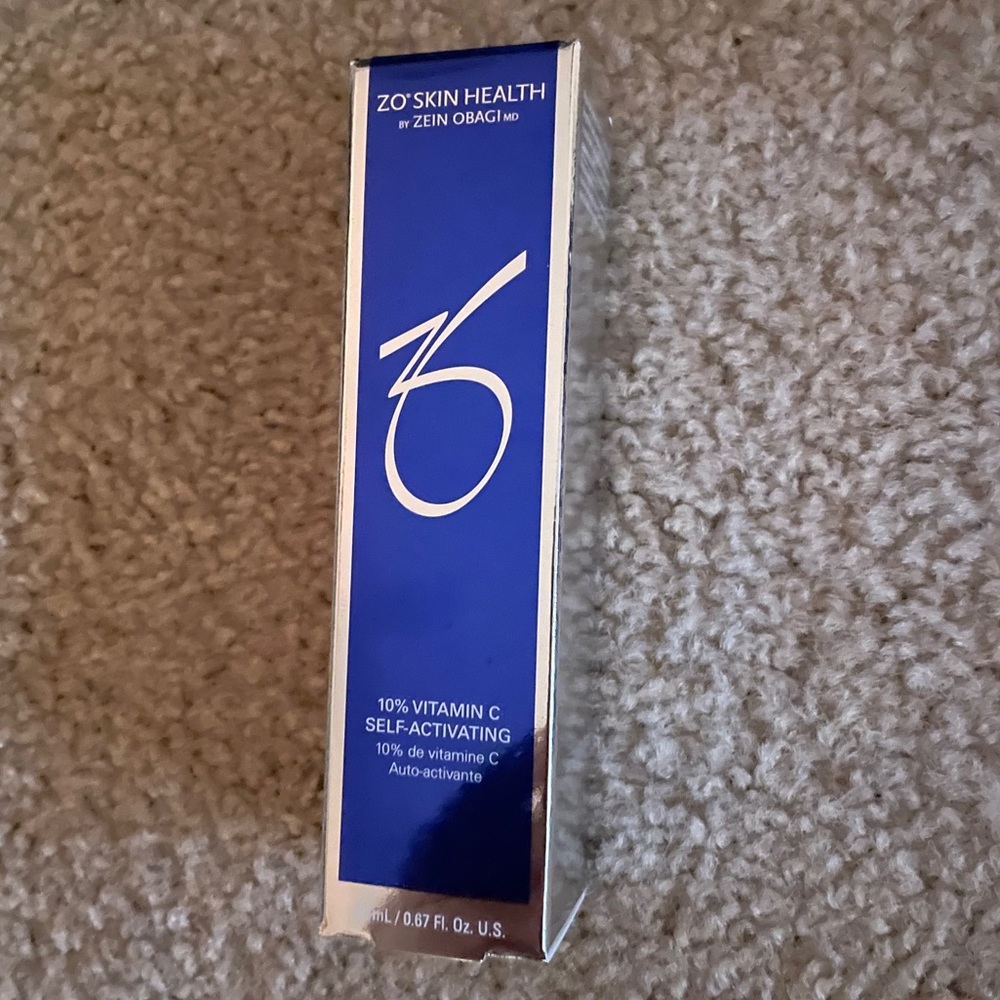 ZO® SKIN HEALTH
BY ZEIN OBAGI MD
ZO
10% VITAMIN C
SELF-ACTIVATING
10% de vitamine C
Auto-activante
mL / 0.67 Fl. Oz. U.S.